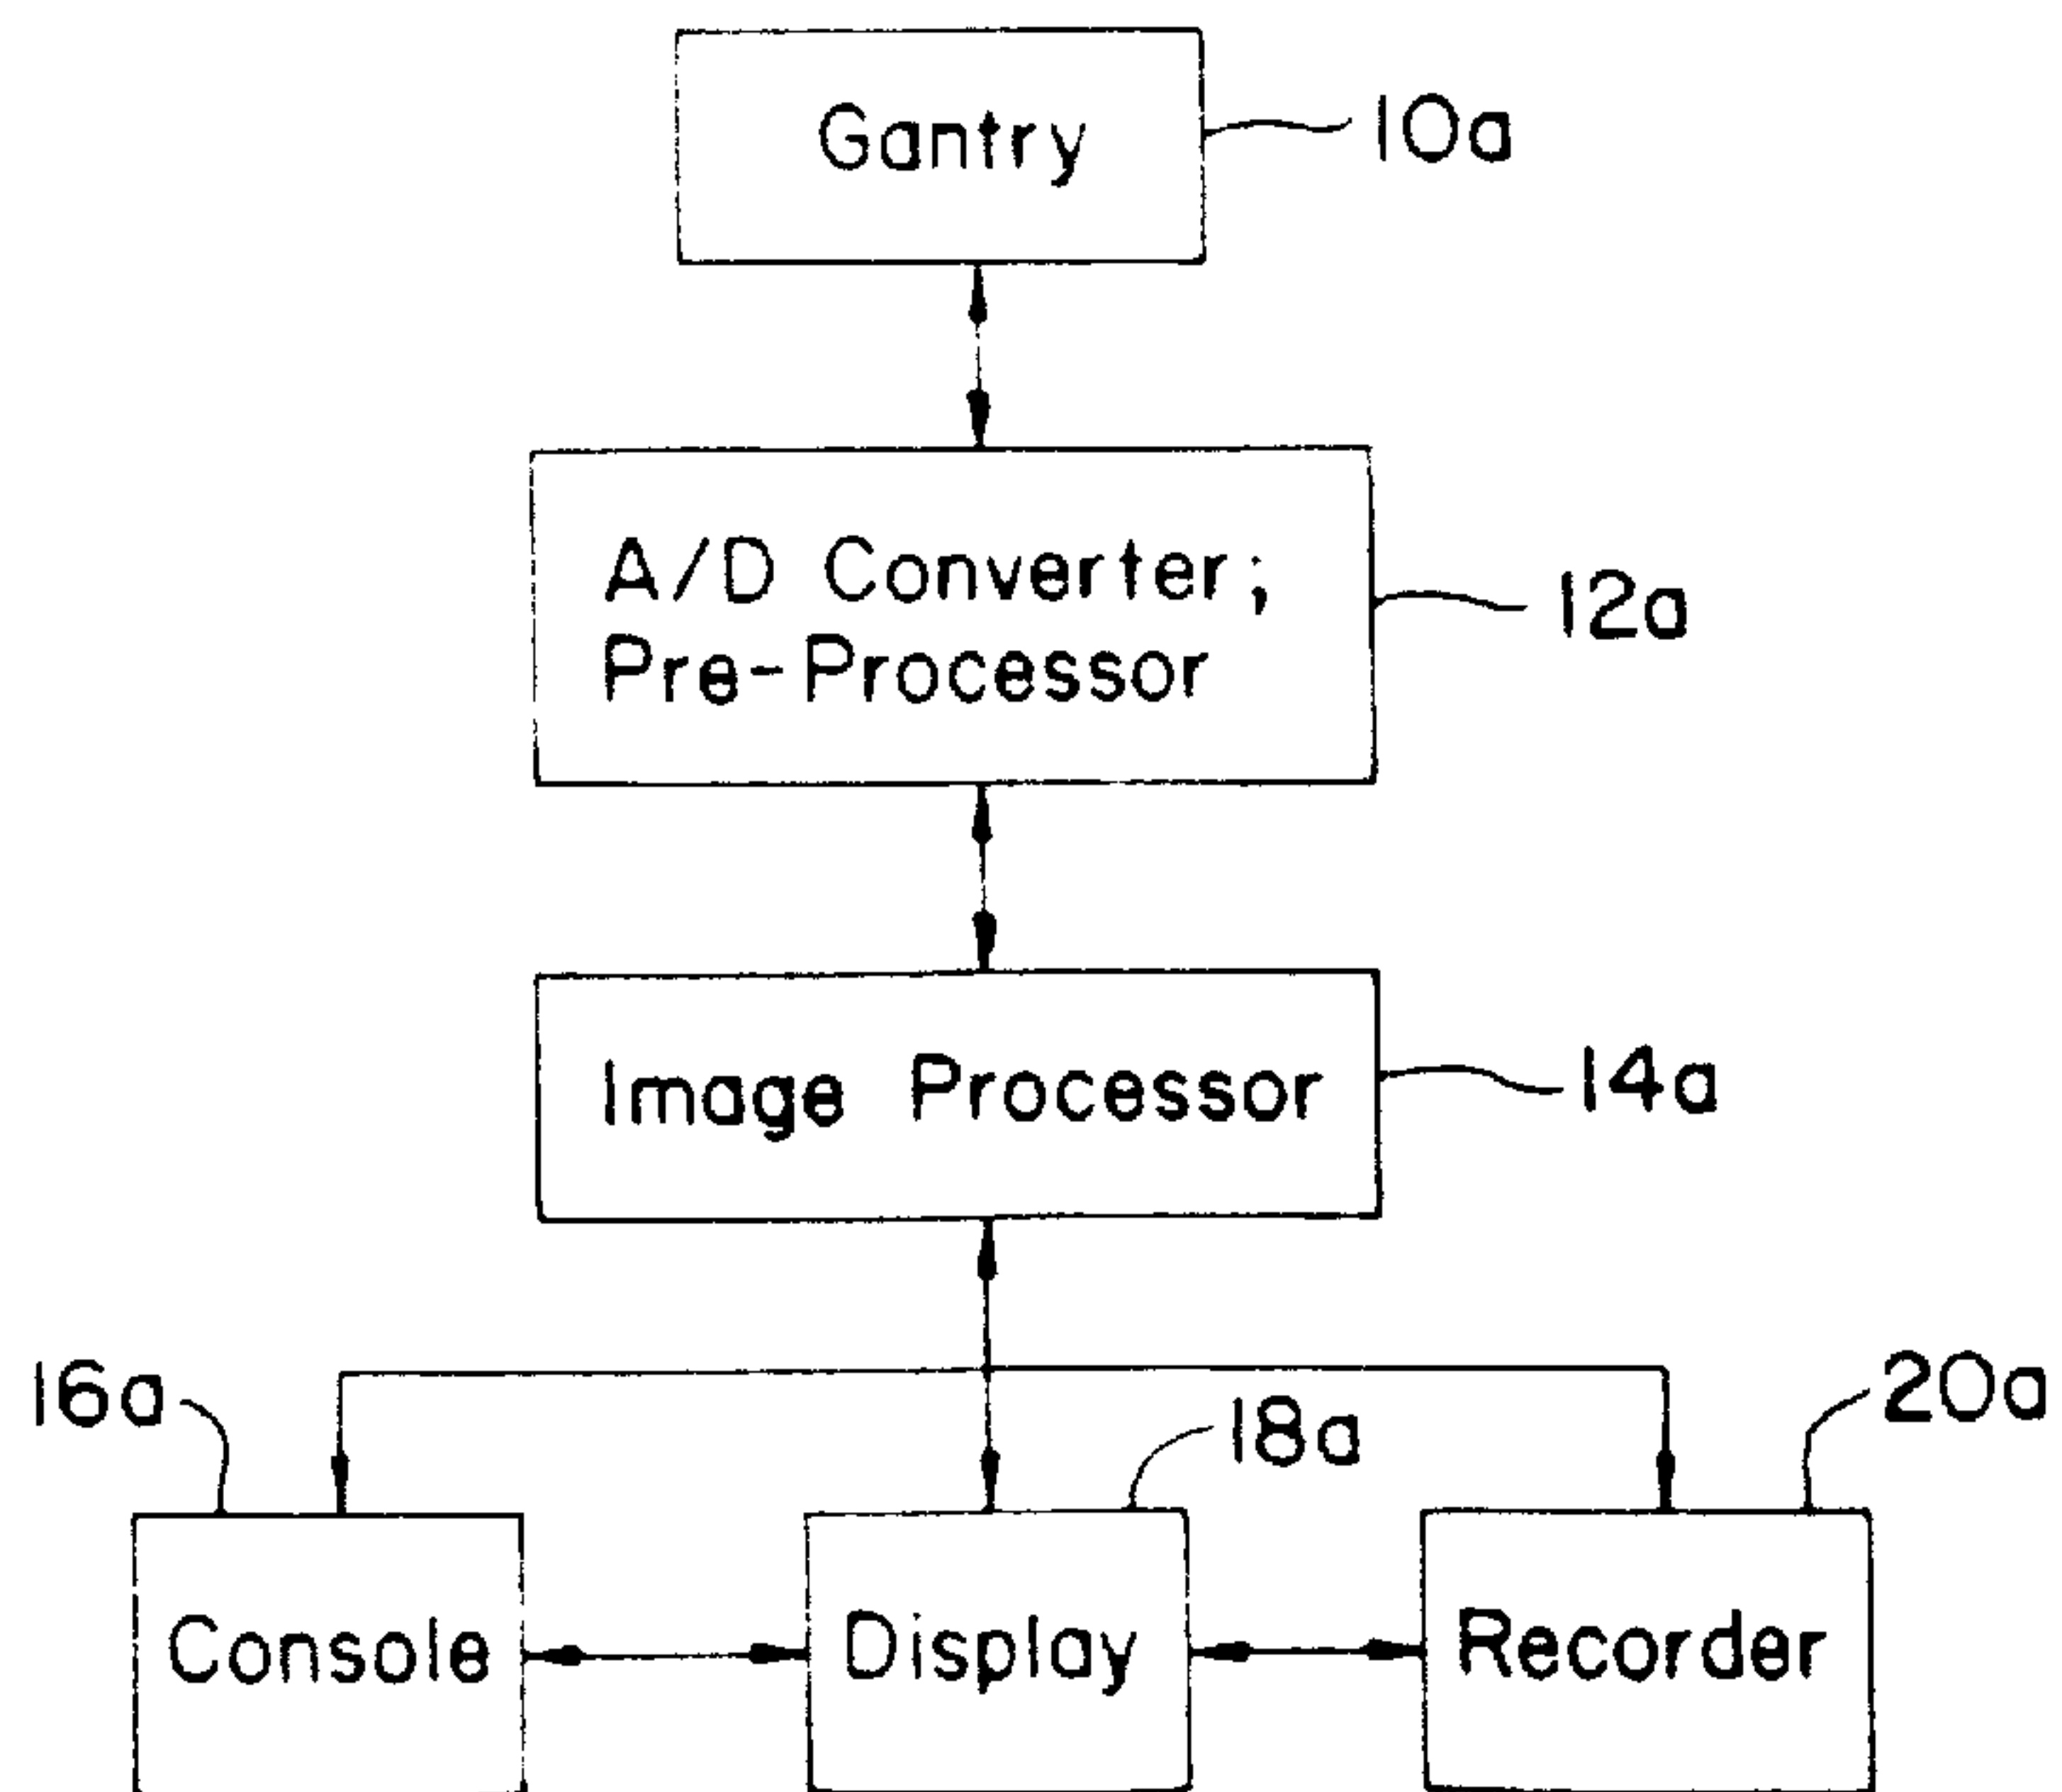 Gantry
10a
A/D Converter;
Pre-Processor
12a
Image Processor
14a
16a
18a
20a
Console
Display
Recorder